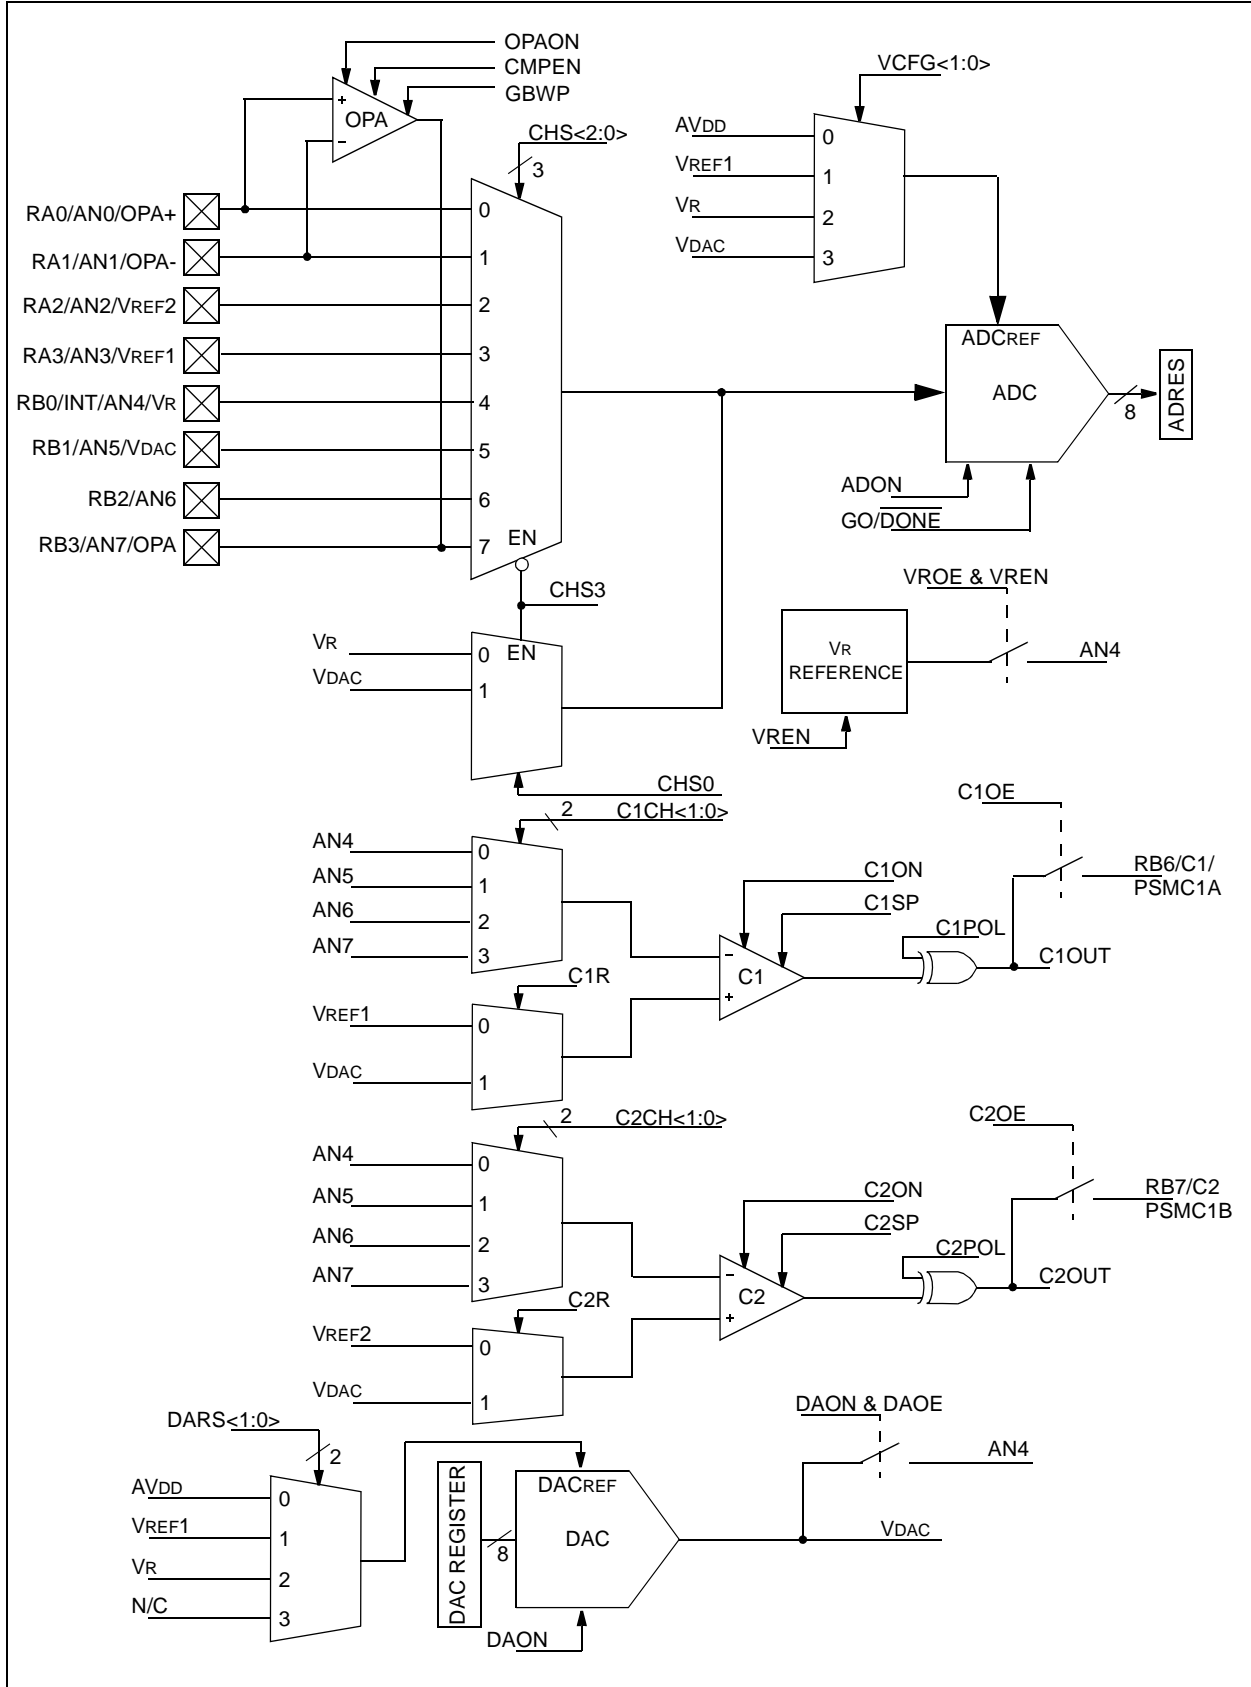 OPAON
CMPEN
GBWP
+
OPA
–
CHS<2:0>
3
VCFG<1:0>
AVDD
0
VREF1
1
VR
2
VDAC
3
RA0/AN0/OPA+
0
RA1/AN1/OPA-
1
RA2/AN2/VREF2
2
RA3/AN3/VREF1
3
RB0/INT/AN4/VR
4
RB1/AN5/VDAC
5
RB2/AN6
6
RB3/AN7/OPA
7
EN
ADCREF
ADC
8
ADRES
ADON
GO/DONE
CHS3
VR
0
EN
VDAC
1
CHS0
VROE & VREN
VR
REFERENCE
AN4
VREN
2
C1CH<1:0>
AN4
0
AN5
1
AN6
2
AN7
3
C1R
VREF1
0
VDAC
1
C1ON
C1SP
–
C1
+
C1POL
C1OUT
C1OE
RB6/C1/
PSMC1A
2
C2CH<1:0>
AN4
0
AN5
1
AN6
2
AN7
3
C2R
VREF2
0
VDAC
1
C2ON
C2SP
–
C2
+
C2POL
C2OUT
C2OE
RB7/C2
PSMC1B
DARS<1:0>
2
AVDD
0
VREF1
1
VR
2
N/C
3
DAC REGISTER
8
DACREF
DAC
DAON
DAON & DAOE
AN4
VDAC